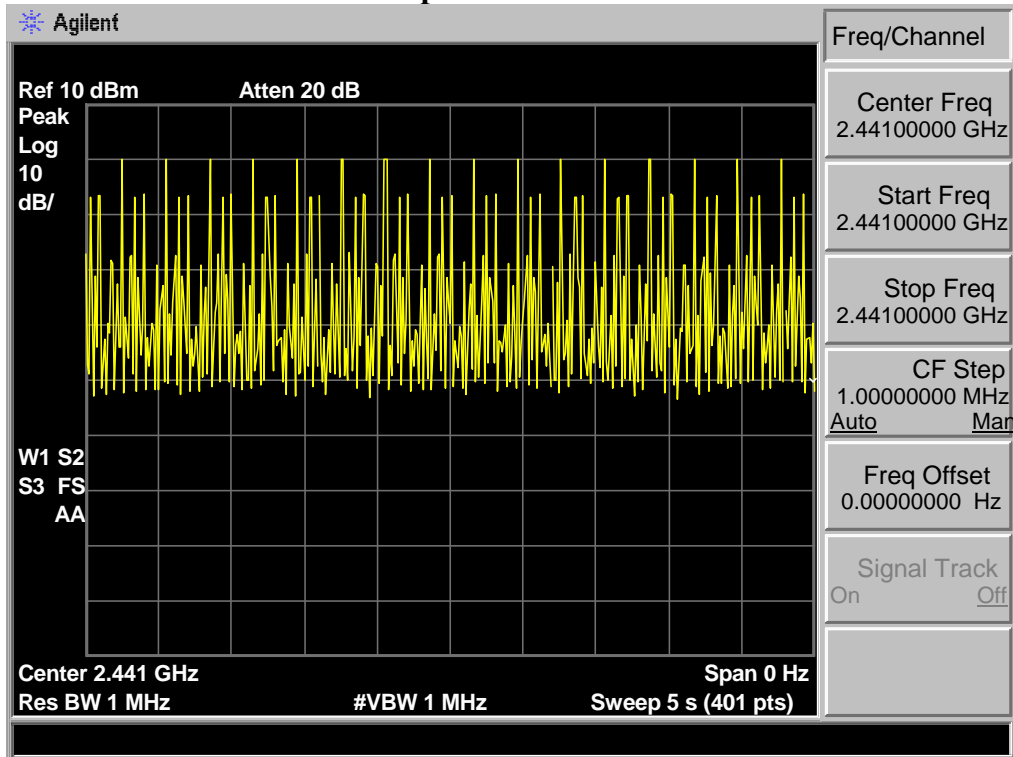 Agilent
Ref 10 dBm Atten 20 dB
Peak
Log
10
dB/
W1 S2
S3 FS
AA
Center 2.441 GHz Span 0 Hz
Res BW 1 MHz #VBW 1 MHz Sweep 5 s (401 pts)
Freq/Channel
Center Freq
2.44100000 GHz
Start Freq
2.44100000 GHz
Stop Freq
2.44100000 GHz
CF Step
1.00000000 MHz
Auto Man
Freq Offset
0.00000000 Hz
Signal Track
On Off